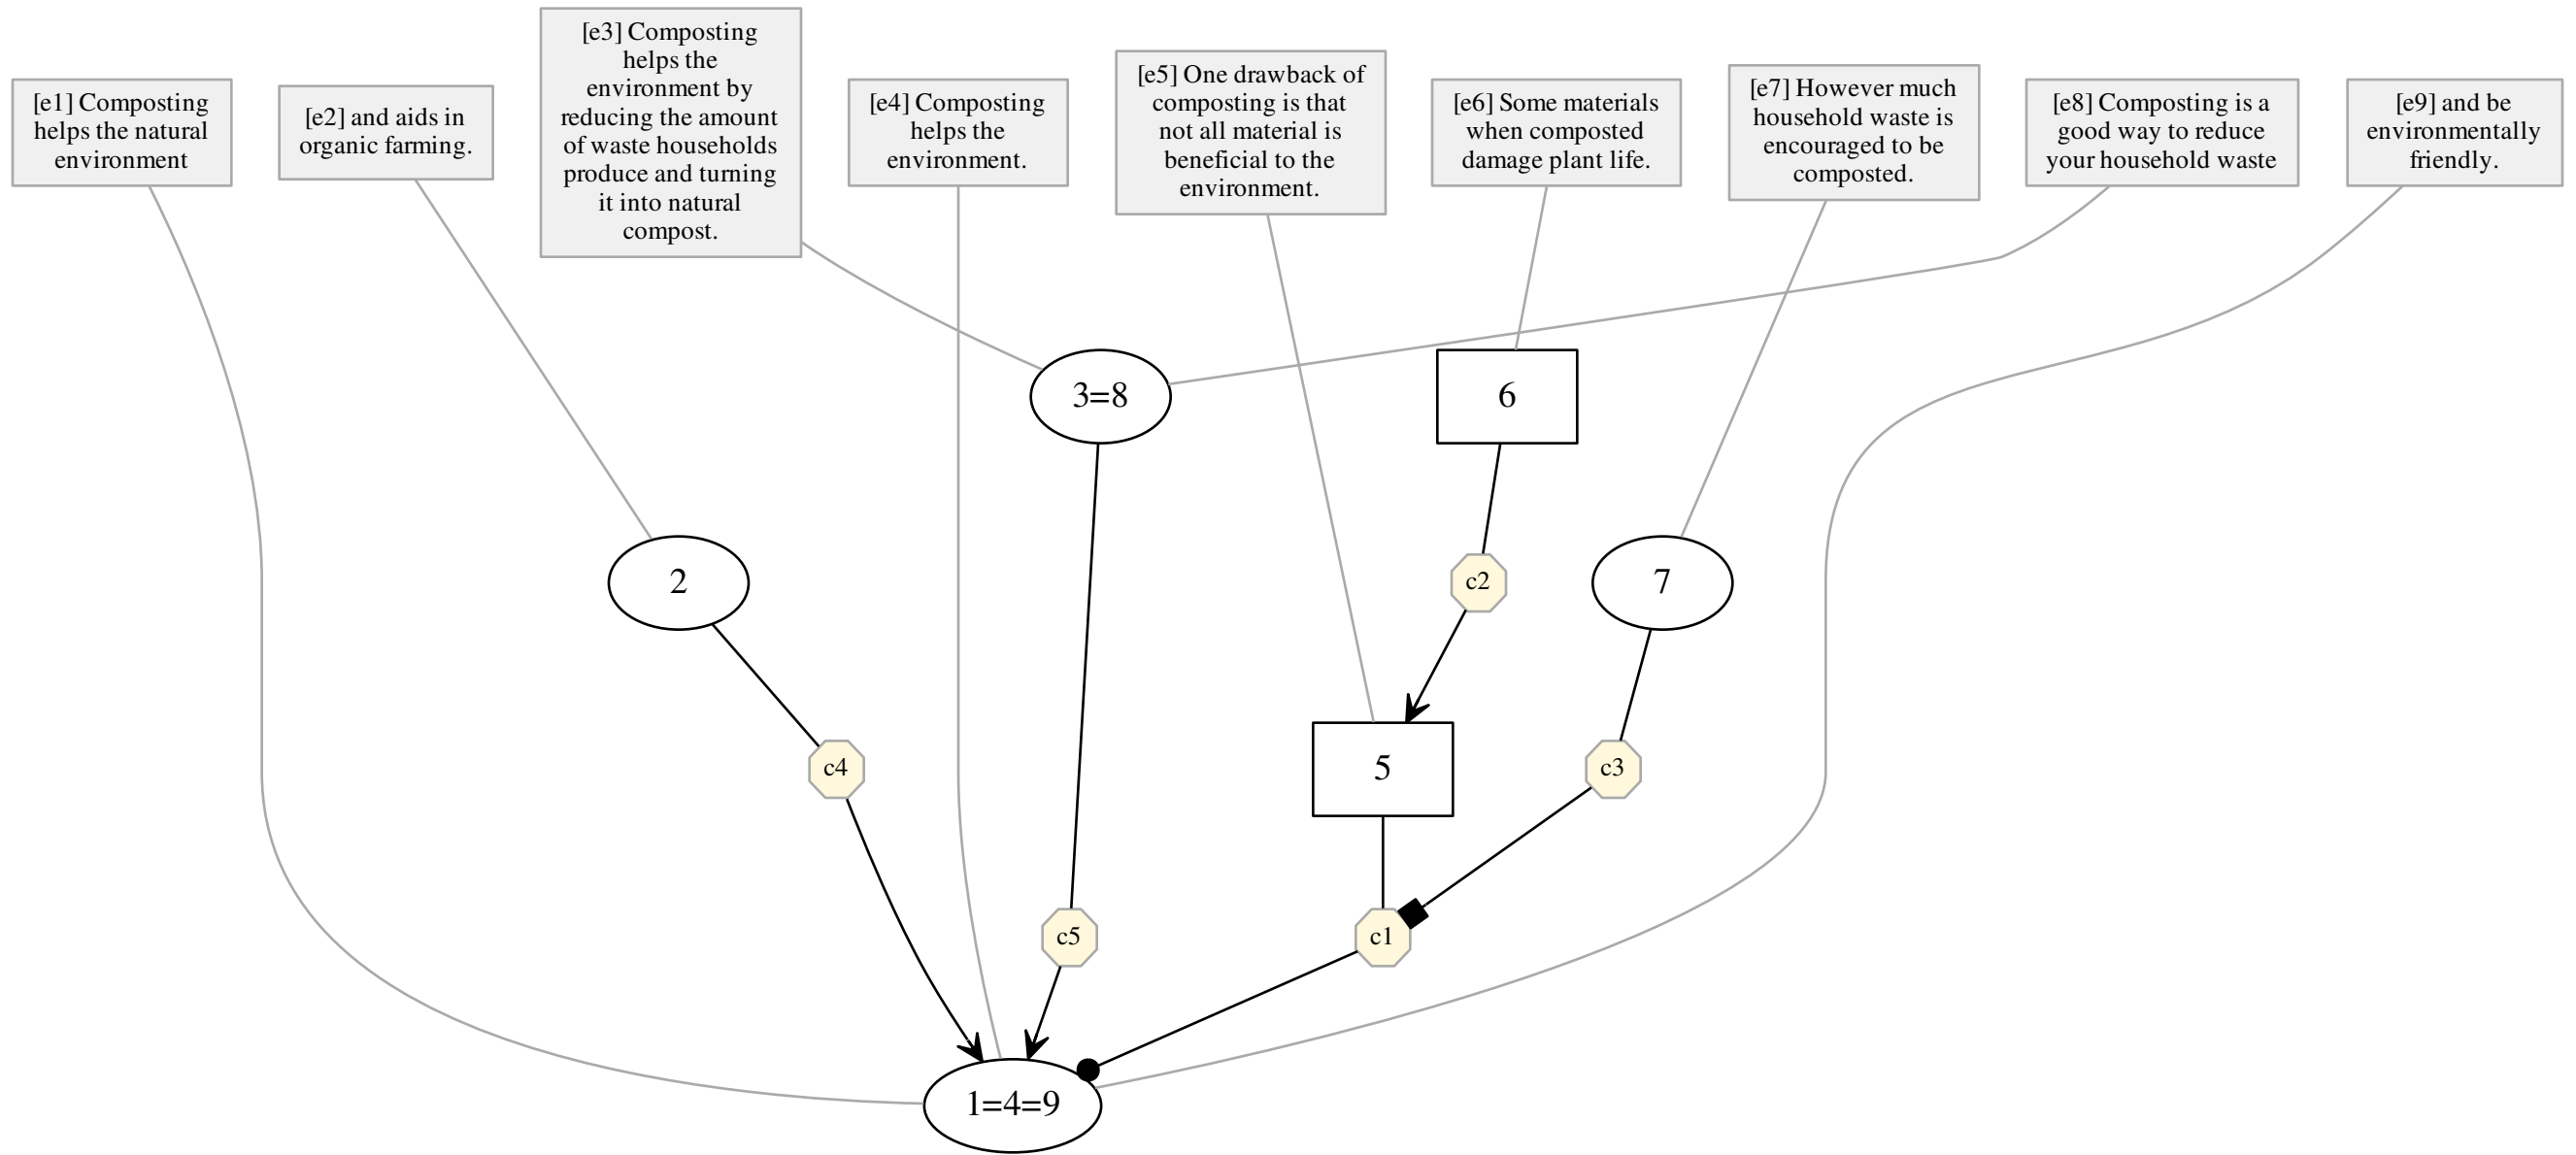 [e1] Composting
helps the natural
environment
[e2] and aids in
organic farming.
[e3] Composting
helps the
environment by
reducing the amount
of waste households
produce and turning
it into natural
compost.
[e4] Composting
helps the
environment.
[e5] One drawback of
composting is that
not all material is
beneficial to the
environment.
[e6] Some materials
when composted
damage plant life.
[e7] However much
household waste is
encouraged to be
composted.
[e8] Composting is a
good way to reduce
your household waste
[e9] and be
environmentally
friendly.
3=8
6
2
c2
7
c4
5
c3
c5
c1
1=4=9